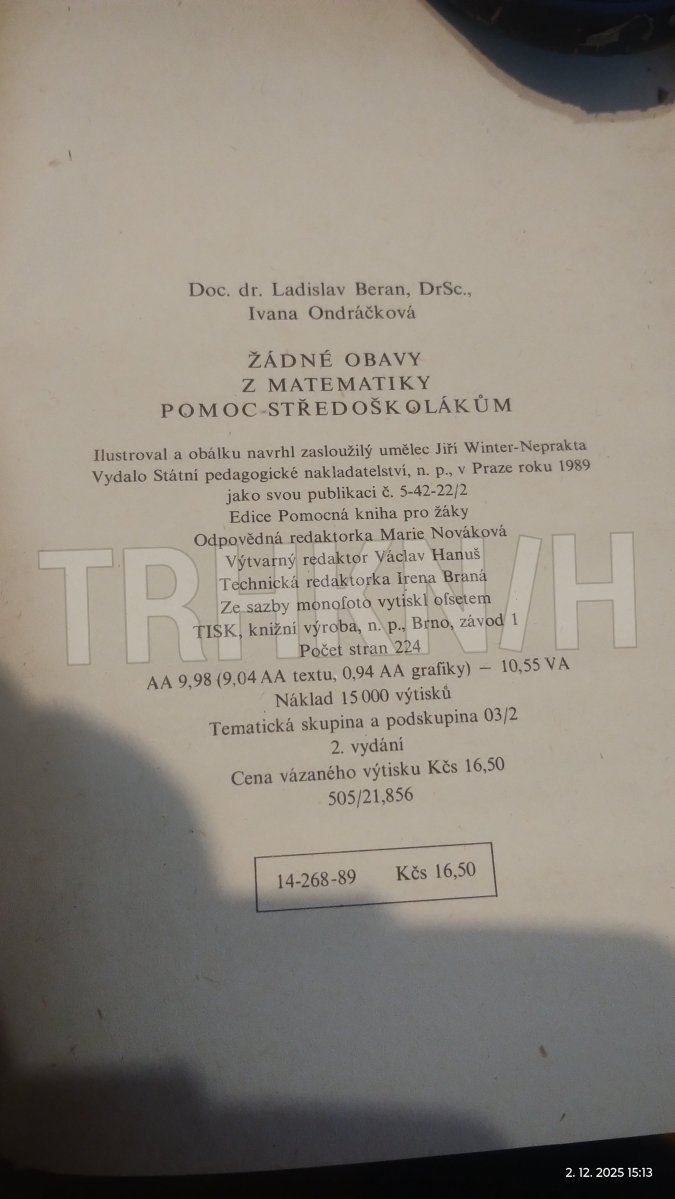 Doc. dr. Ladislav Beran, DrSc.,
Ivana Ondráčková
ŽÁDNÉ OBAVY
Z MATEMATIKY
POMOC STŘEDOŠKOLÁKŮM
Ilustroval a obálku navrhl zasloužilý umělec Jiří Winter-Neprakta
Vydalo Státní pedagogické nakladatelství, n. p., v Praze roku 1989
jako svou publikaci č. 5-42-22/2
Edice Pomocná kniha pro žáky
Odpovědná redaktorka Marie Nováková
Výtvarný redaktor Václav Hanuš
Technická redaktorka Irena Braná
Ze sazby monofoto vytiskl ofsetem
TISK, knižní výroba, n. p., Brno, závod 1
Počet stran 224
AA 9,98 (9,04 AA textu, 0,94 AA grafiky) — 10,55 VA
Náklad 15 000 výtisků
Tematická skupina a podskupina 03/2
2. vydání
Cena vázaného výtisku Kčs 16,50
505/21,856
14-268-89 Kčs 16,50
TRHKNIH
2. 12. 2025 15:13